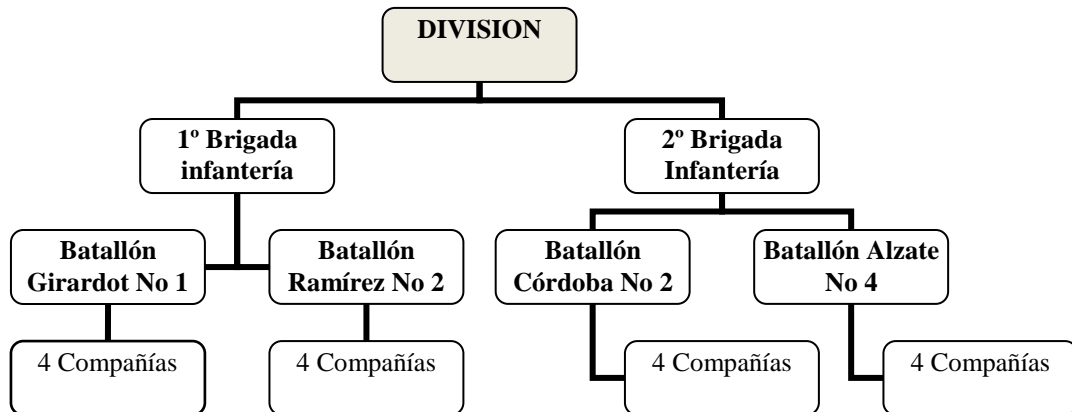 DIVISION
1º Brigada
infantería
2º Brigada
Infantería
Batallón
Girardot No 1
Batallón
Ramírez No 2
Batallón
Córdoba No 2
Batallón Alzate
No 4
4 Compañías
4 Compañías
4 Compañías
4 Compañías